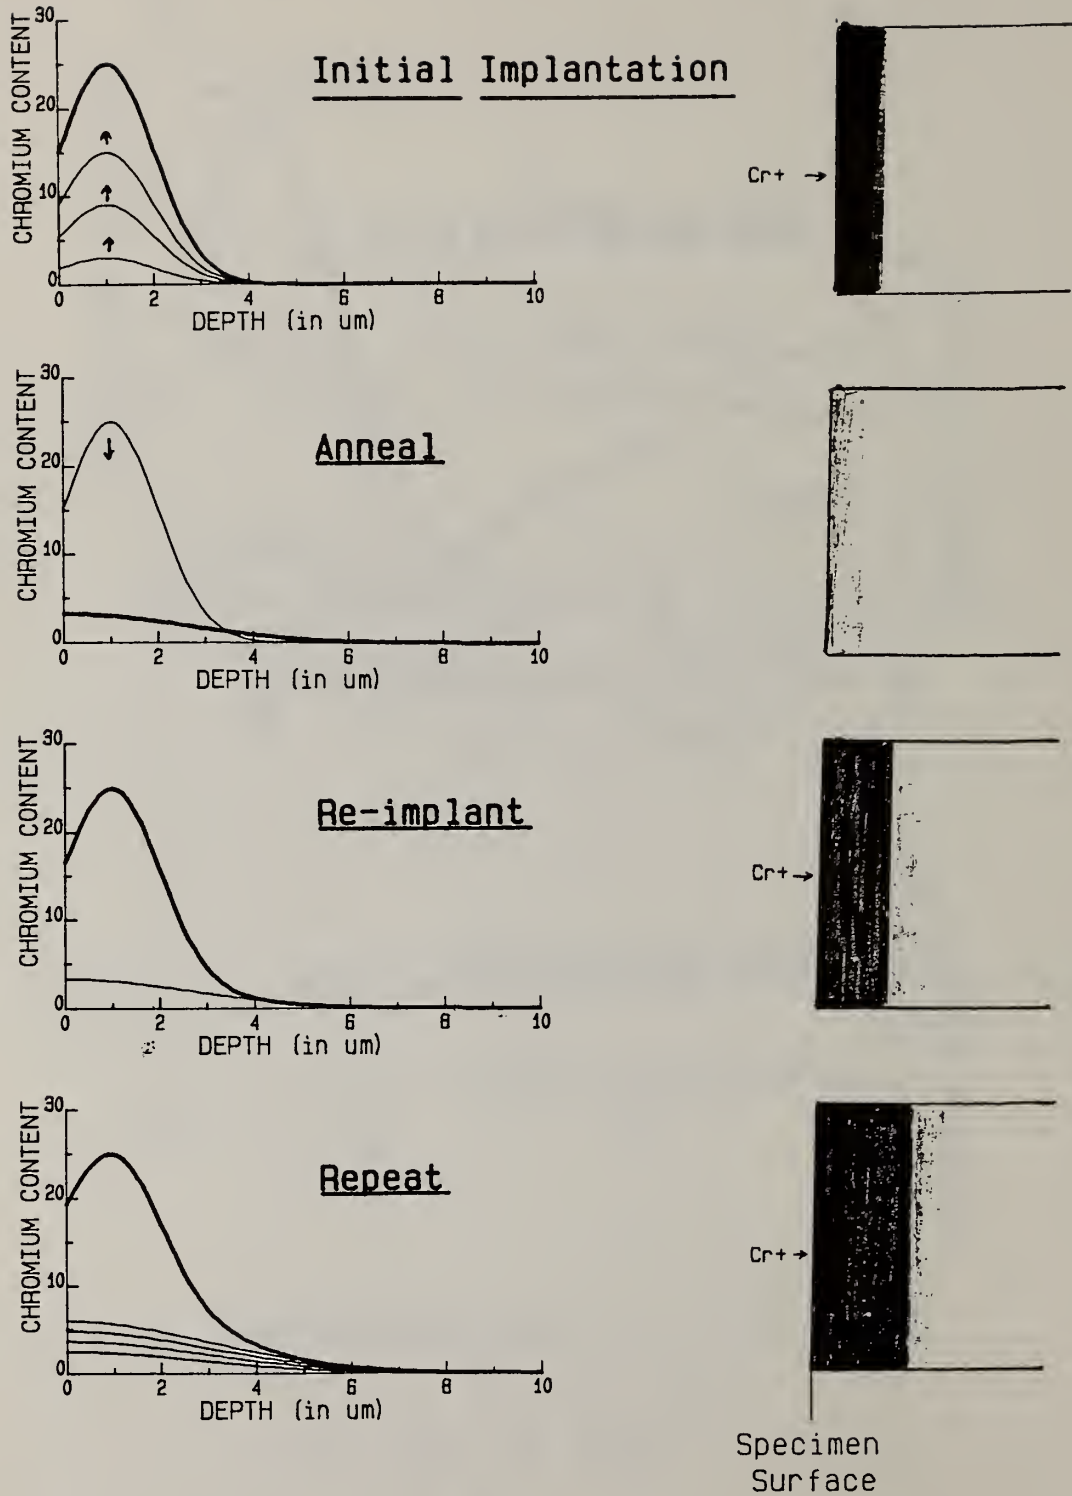 Initial Implantation
CHROMIUM CONTENT
30
20
10
0
0 2 4 6 8 10
DEPTH (in um)
Cr+ →
Anneal
CHROMIUM CONTENT
30
20
10
0
0 2 4 6 8 10
DEPTH (in um)
Re-implant
CHROMIUM CONTENT
30
20
10
0
0 2 4 6 8 10
DEPTH (in um)
Cr+ →
Repeat
CHROMIUM CONTENT
30
20
10
0
0 2 4 6 8 10
DEPTH (in um)
Cr+ →
Specimen
Surface